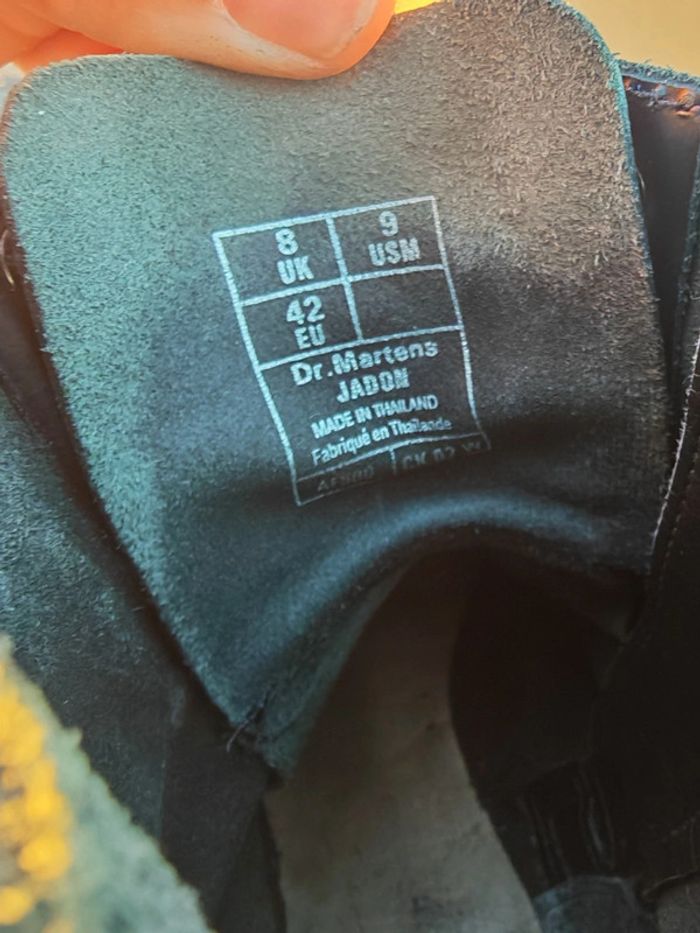 8 UK
9 USM
42 EU
Dr.Martens
JADON
MADE IN THAILAND
Fabriqué en Thaïlande